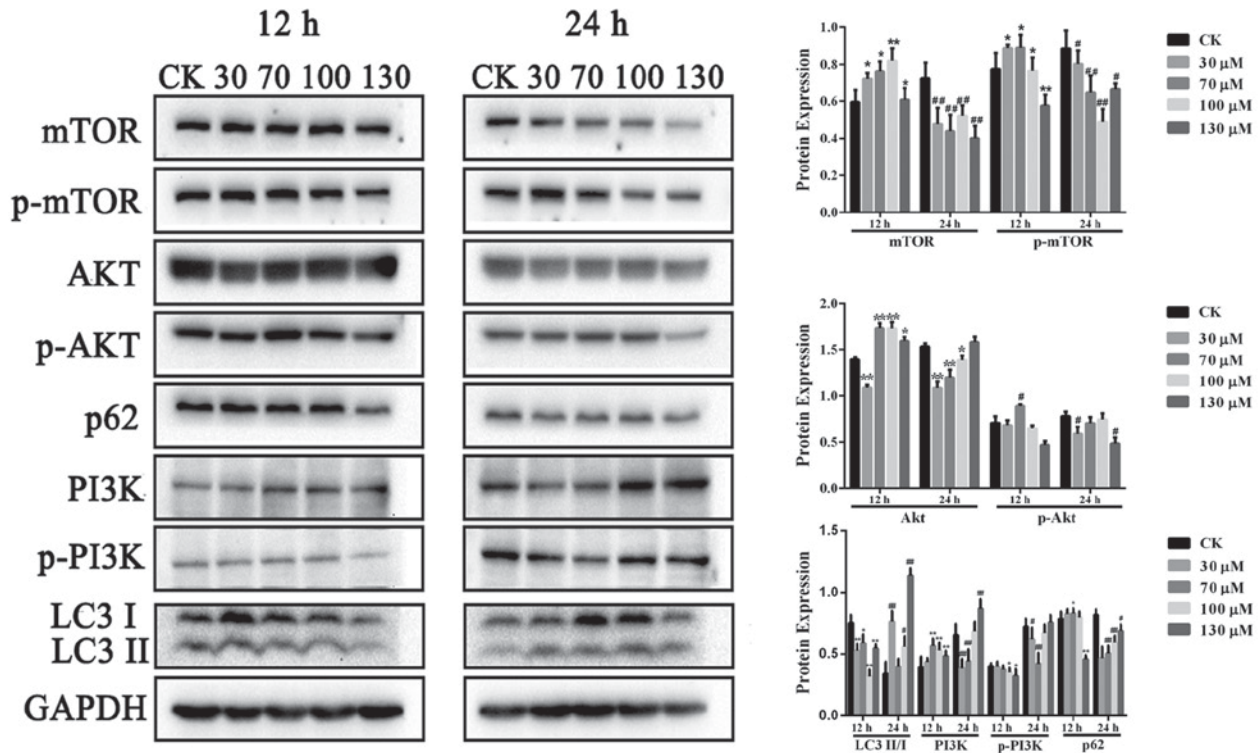 12 h
24 h
CK 30 70 100 130
CK 30 70 100 130
mTOR
p-mTOR
AKT
p-AKT
p62
PI3K
p-PI3K
LC3 I
LC3 II
GAPDH
Protein Expression
1.0
0.8
0.6
0.4
0.2
0.0
* * ** *
## ## ## ##
* * * **
# ## ## #
12 h 24 h 12 h 24 h
mTOR p-mTOR
CK
30 µM
70 µM
100 µM
130 µM
Protein Expression
2.0
1.5
1.0
0.5
0.0
** ** ** *
** ** *
#
# #
12 h 24 h 12 h 24 h
Akt p-Akt
CK
30 µM
70 µM
100 µM
130 µM
Protein Expression
1.5
1.0
0.5
0.0
12 h 24 h 12 h 24 h 12 h 24 h 12 h 24 h
LC3 II/I PI3K p-PI3K p62
CK
30 µM
70 µM
100 µM
130 µM